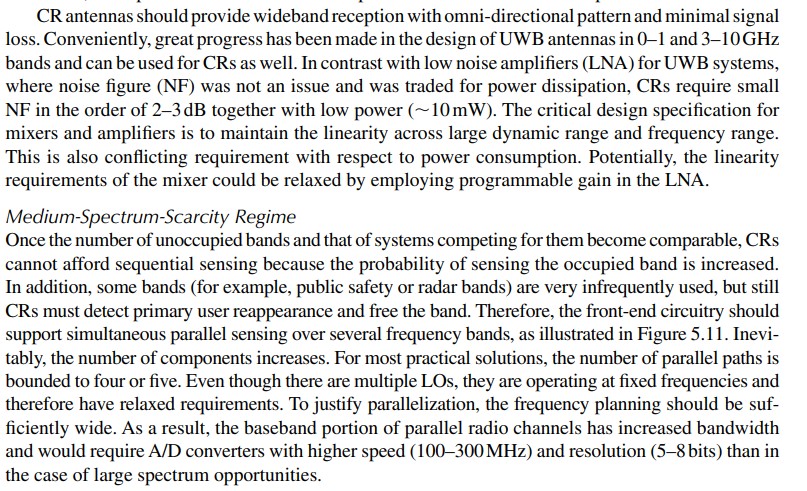 CR antennas should provide wideband reception with omni-directional pattern and minimal signal
loss. Conveniently, great progress has been made in the design of UWB antennas in 0–1 and 3–10 GHz
bands and can be used for CRs as well. In contrast with low noise amplifiers (LNA) for UWB systems,
where noise figure (NF) was not an issue and was traded for power dissipation, CRs require small
NF in the order of 2–3 dB together with low power (∼10 mW). The critical design specification for
mixers and amplifiers is to maintain the linearity across large dynamic range and frequency range.
This is also conflicting requirement with respect to power consumption. Potentially, the linearity
requirements of the mixer could be relaxed by employing programmable gain in the LNA.
Medium-Spectrum-Scarcity Regime
Once the number of unoccupied bands and that of systems competing for them become comparable, CRs
cannot afford sequential sensing because the probability of sensing the occupied band is increased.
In addition, some bands (for example, public safety or radar bands) are very infrequently used, but still
CRs must detect primary user reappearance and free the band. Therefore, the front-end circuitry should
support simultaneous parallel sensing over several frequency bands, as illustrated in Figure 5.11. Inevi-
tably, the number of components increases. For most practical solutions, the number of parallel paths is
bounded to four or five. Even though there are multiple LOs, they are operating at fixed frequencies and
therefore have relaxed requirements. To justify parallelization, the frequency planning should be suf-
ficiently wide. As a result, the baseband portion of parallel radio channels has increased bandwidth
and would require A/D converters with higher speed (100–300 MHz) and resolution (5–8 bits) than in
the case of large spectrum opportunities.